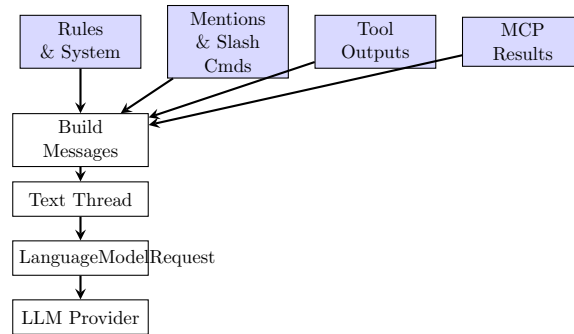 Rules
& System
Mentions
& Slash
Cmds
Tool
Outputs
MCP
Results
Build
Messages
Text Thread
LanguageModelRequest
LLM Provider